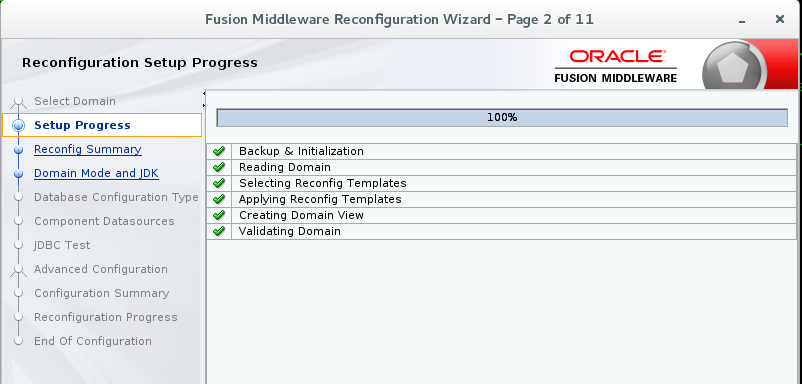 Fusion Middleware Reconfiguration Wizard – Page 2 of 11
Reconfiguration Setup Progress
ORACLE
FUSION MIDDLEWARE
Select Domain
Setup Progress
Reconfig Summary
Domain Mode and JDK
Database Configuration Type
Component Datasources
JDBC Test
Advanced Configuration
Configuration Summary
Reconfiguration Progress
End Of Configuration
100%
Backup & Initialization
Reading Domain
Selecting Reconfig Templates
Applying Reconfig Templates
Creating Domain View
Validating Domain